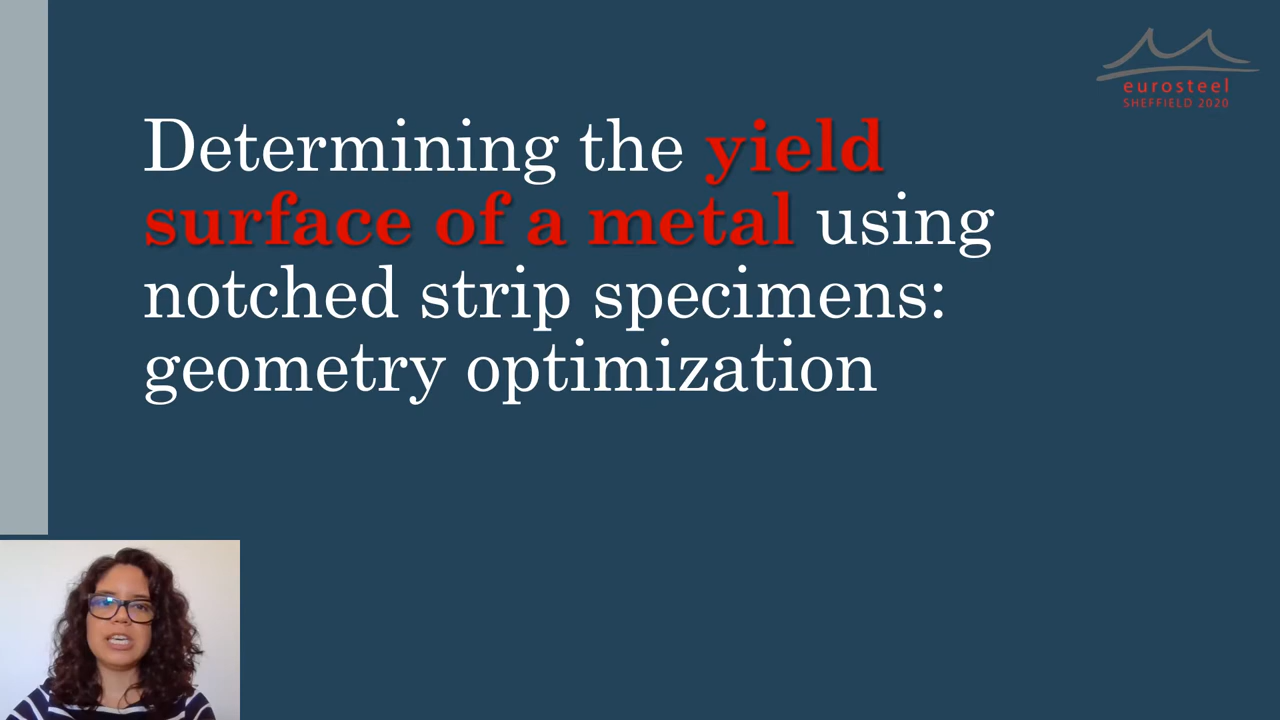 eurosteel
SHEFFIELD 2020
Determining the yield
surface of a metal using
notched strip specimens:
geometry optimization